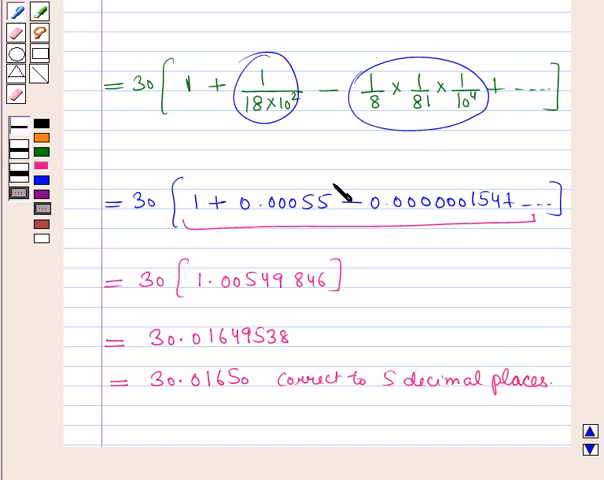 = 30 [ 1 + 1/(18×10²) − 1/8 × 1/81 × 1/10⁴ + ---- ]
= 30 [ 1 + 0.00055 − 0.0000001547 ---- ]
= 30 [ 1.00549846 ]
= 30.01649538
= 30.01650 correct to 5 decimal places.